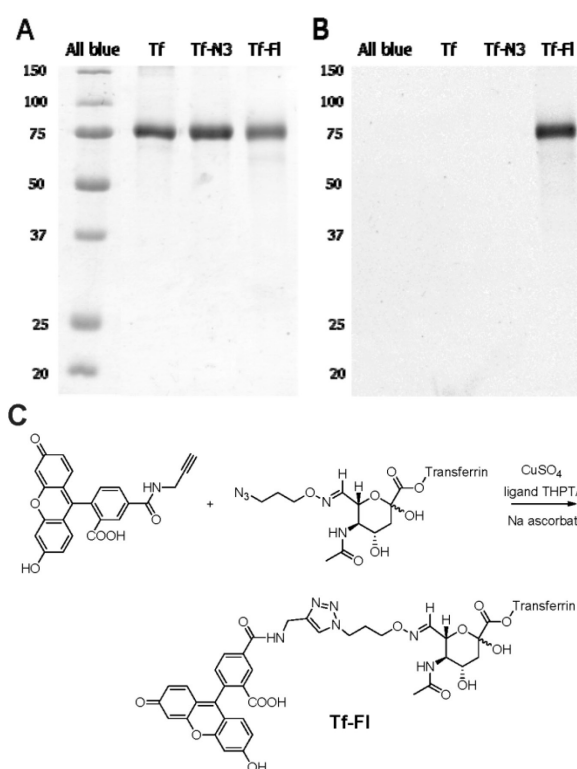 A
All blue Tf Tf-N3 Tf-Fl
150
100
75
50
37
25
20
B
All blue Tf Tf-N3 Tf-Fl
150
100
75
50
37
25
20
C
O
O
HO
COOH
O
N
H
+
N3
O
N
H
O
O
O
Transferrin
OH
HN
OH
O
CuSO4
ligand THPTA
Na ascorbat
O
N
H
N=N
N
O
N
H
O
O
O
Transferrin
OH
HN
OH
O
COOH
O
O
OH
Tf-Fl